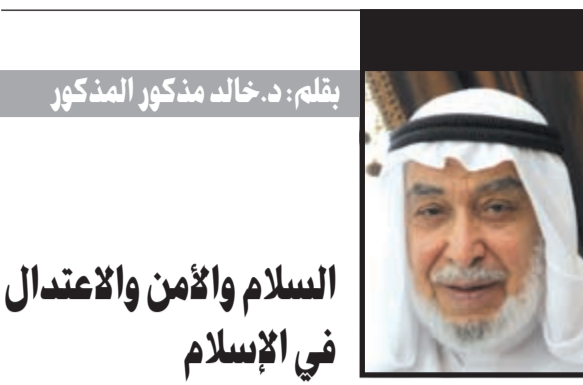 بقلم: د.خالد مذكور المذكور
السلام والأمن والاعتدال
في الإسلام